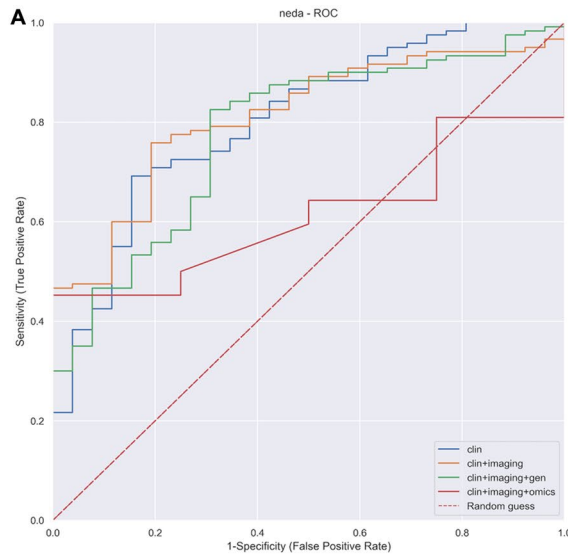 A
neda - ROC
1.0
0.8
0.6
0.4
0.2
0.0
Sensitivity (True Positive Rate)
0.0 0.2 0.4 0.6 0.8 1.0
1-Specificity (False Positive Rate)
clin
clin+imaging
clin+imaging+gen
clin+imaging+omics
Random guess